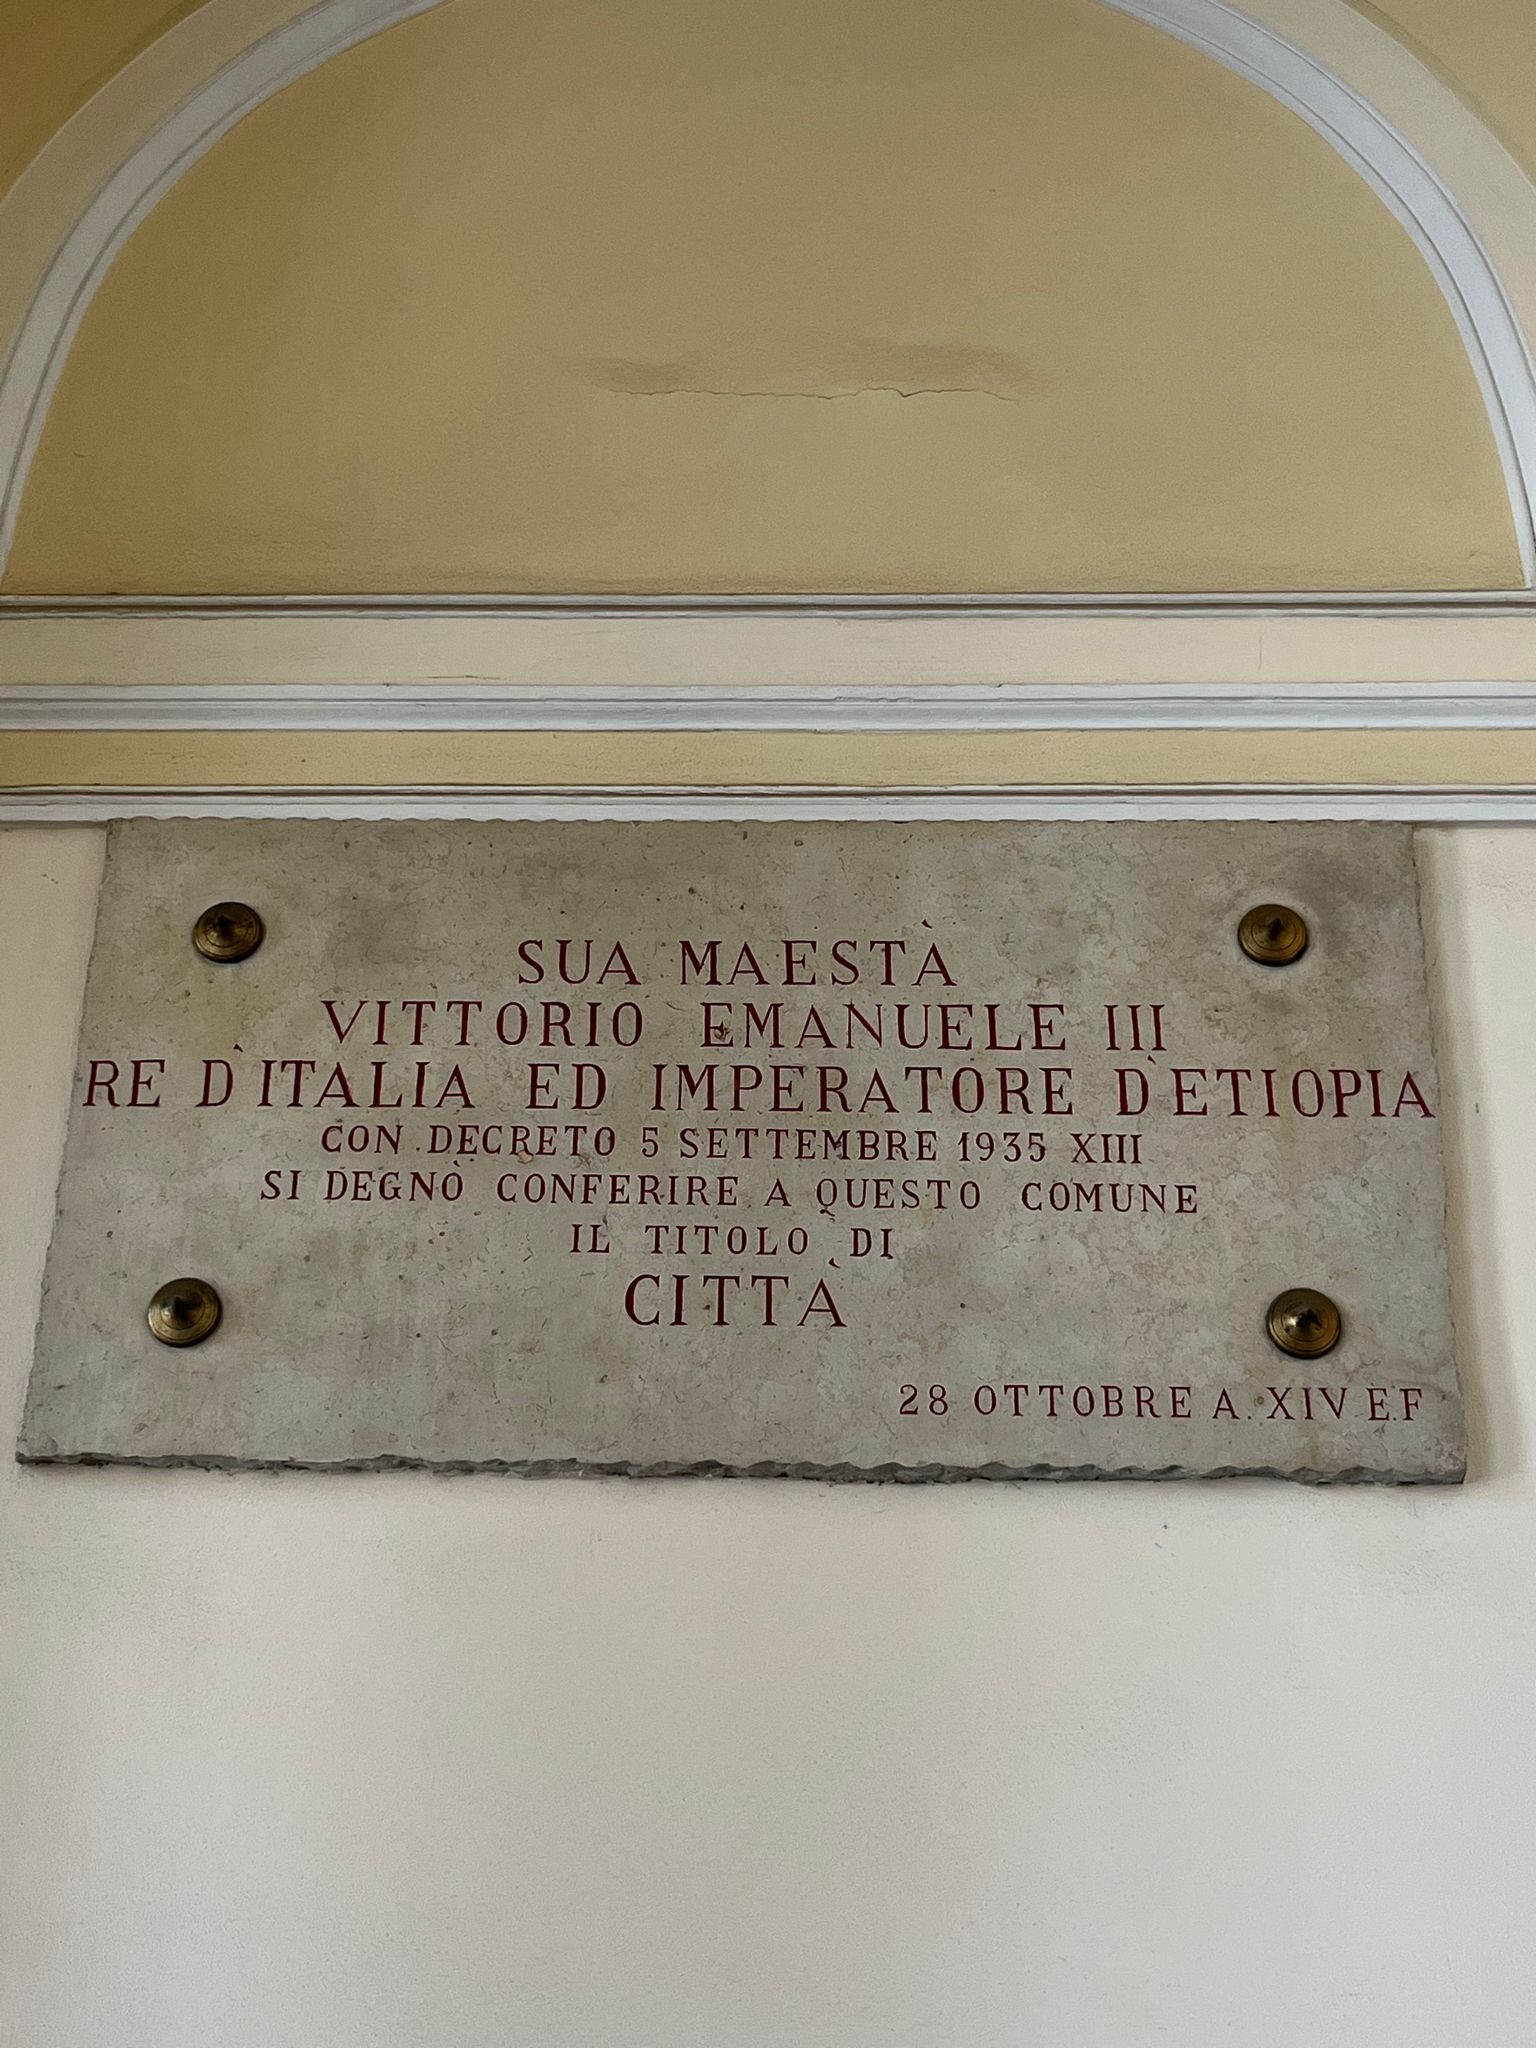 SUA MAESTÀ
VITTORIO EMANUELE III
RE D'ITALIA ED IMPERATORE D'ETIOPIA
CON DECRETO 5 SETTEMBRE 1935 XIII
SI DEGNÒ CONFERIRE A QUESTO COMUNE
IL TITOLO DI
CITTÀ
28 OTTOBRE A. XIV E.F